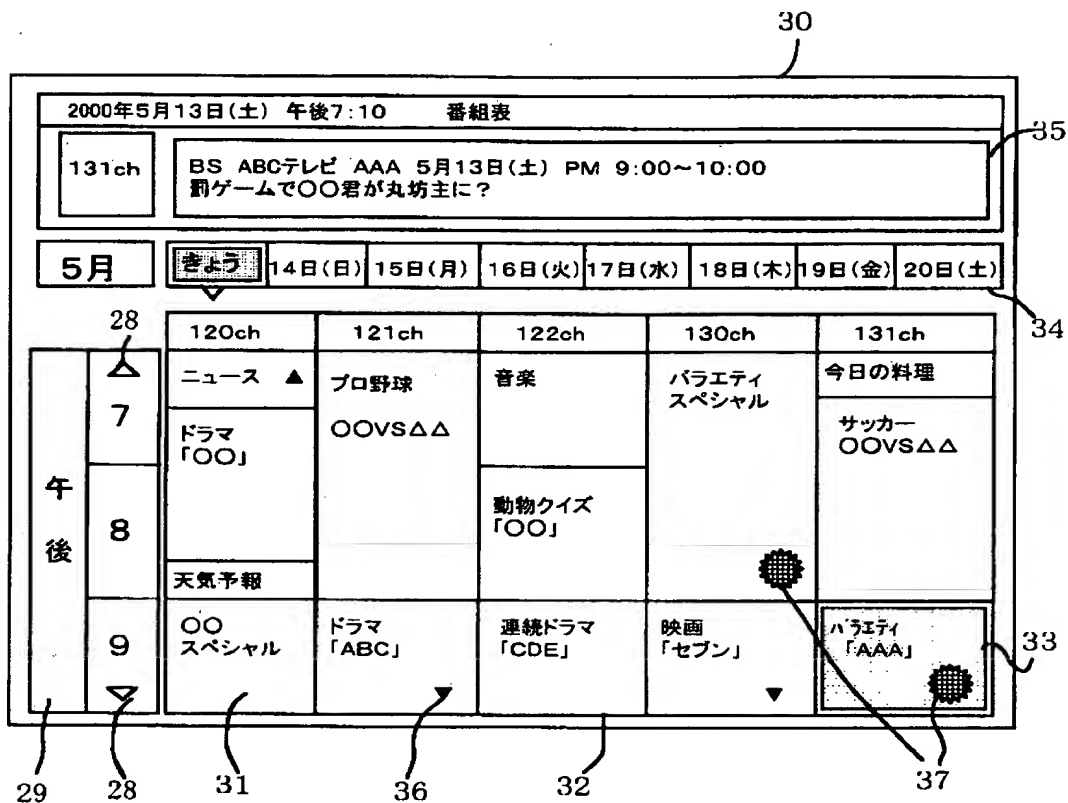 30
2000年5月13日(土) 午後7:10 番組表
35
131ch
BS ABCテレビ AAA 5月13日(土) PM 9:00~10:00
罰ゲームで〇〇君が丸坊主に?
5月 きょう 14日(日) 15日(月) 16日(火) 17日(水) 18日(木) 19日(金) 20日(土)
34
28
120ch 121ch 122ch 130ch 131ch
午後
7
8
9
ニュース ▲
ドラマ
「〇〇」
天気予報
〇〇
スペシャル
プロ野球
〇〇VS△△
ドラマ
「ABC」
▼
音楽
動物クイズ
「〇〇」
連続ドラマ
「CDE」
バラエティ
スペシャル
映画
「セブン」
▼
今日の料理
サッカー
〇〇VS△△
バラエティ
「AAA」
33
29 28 31 36 32 37